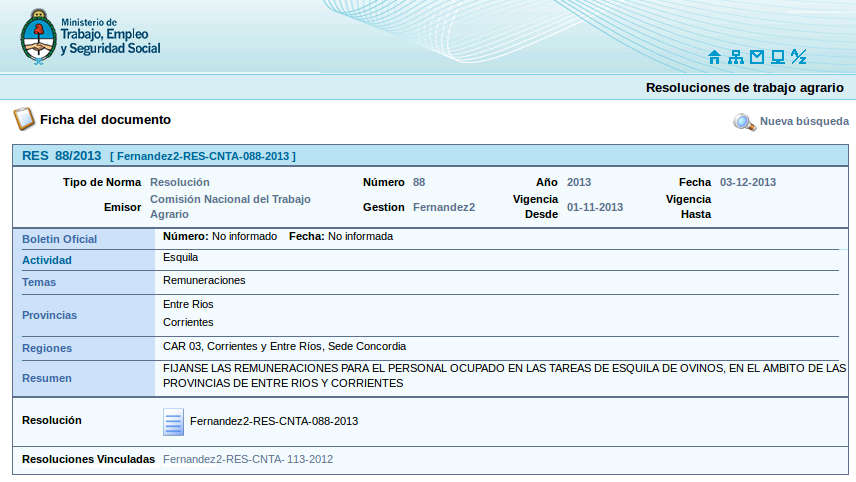 Ministerio de
Trabajo, Empleo
y Seguridad Social
Resoluciones de trabajo agrario
Ficha del documento
Nueva búsqueda
RES 88/2013 [ Fernandez2-RES-CNTA-088-2013 ]
Tipo de Norma Resolución Número 88 Año 2013 Fecha 03-12-2013
Emisor Comisión Nacional del Trabajo Agrario Gestion Fernandez2 Vigencia Desde 01-11-2013 Vigencia Hasta
Boletin Oficial Número: No informado Fecha: No informada
Actividad Esquila
Temas Remuneraciones
Provincias Entre Rios
Corrientes
Regiones CAR 03, Corrientes y Entre Ríos, Sede Concordia
Resumen FIJANSE LAS REMUNERACIONES PARA EL PERSONAL OCUPADO EN LAS TAREAS DE ESQUILA DE OVINOS, EN EL AMBITO DE LAS
PROVINCIAS DE ENTRE RIOS Y CORRIENTES
Resolución Fernandez2-RES-CNTA-088-2013
Resoluciones Vinculadas Fernandez2-RES-CNTA- 113-2012